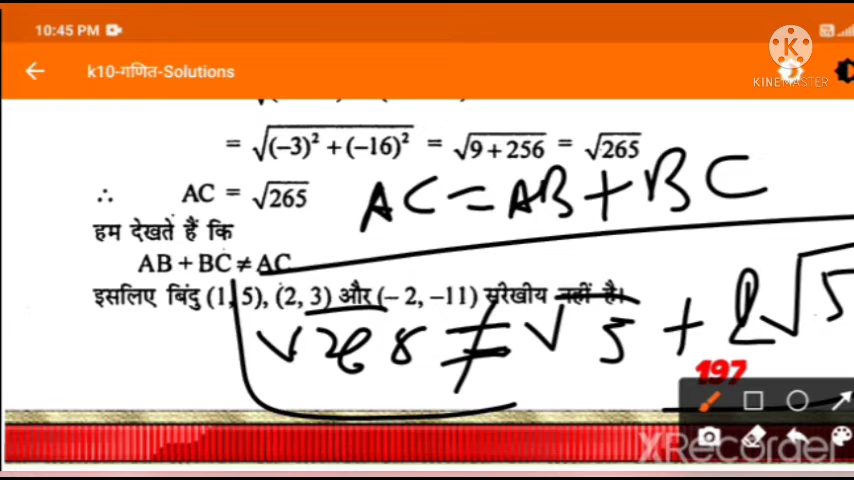 10:45 PM
K
KINEMASTER
k10-गणित-Solutions
= √(−3)² + (−16)² = √9 + 256 = √265
∴ AC = √265
AC = AB + BC
हम देखते हैं कि
AB + BC ≠ AC
इसलिए बिंदु (1, 5), (2, 3) और (− 2, −11) सरेखीय नहीं है।
≠ √5 + 2√5
197
XRecorder